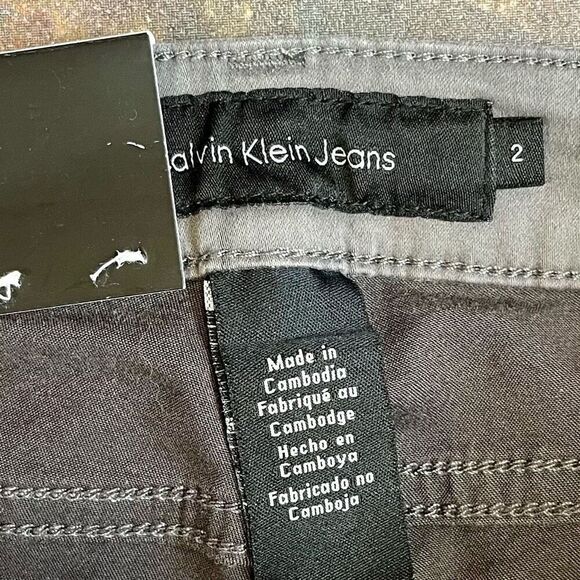 alvin Klein Jeans
2
Made in
Cambodia
Fabriqué au
Cambodge
Hecho en
Camboya
Fabricado no
Camboja